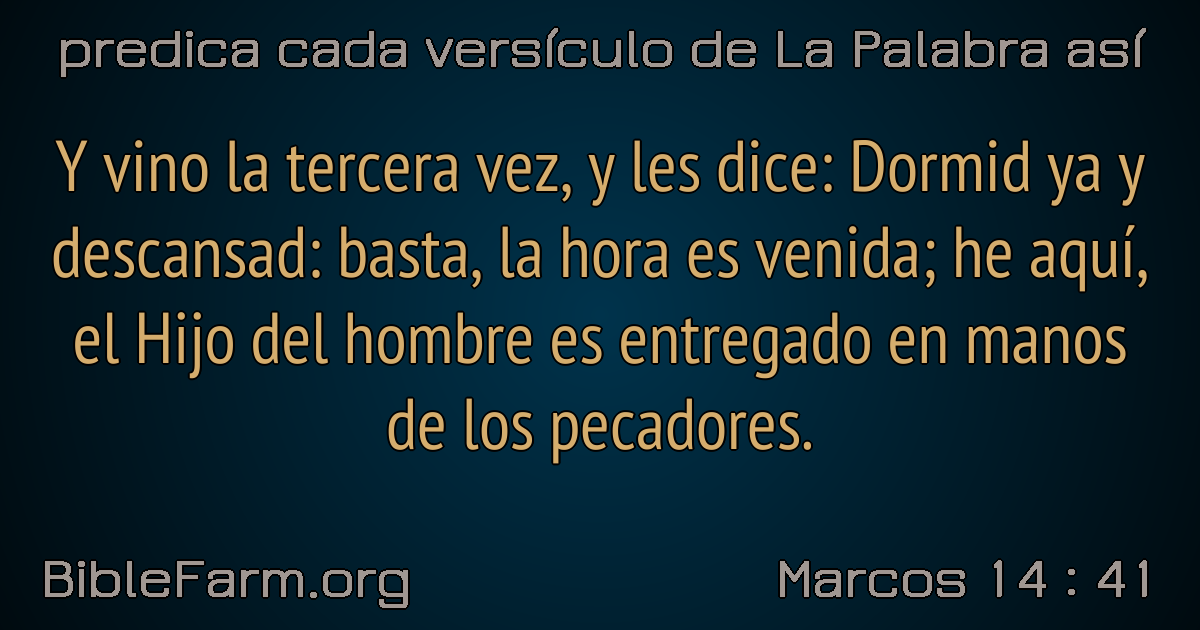 predica cada versículo de La Palabra así
Y vino la tercera vez, y les dice: Dormid ya y
descansad: basta, la hora es venida; he aquí,
el Hijo del hombre es entregado en manos
de los pecadores.
BibleFarm.org
Marcos 14 : 41